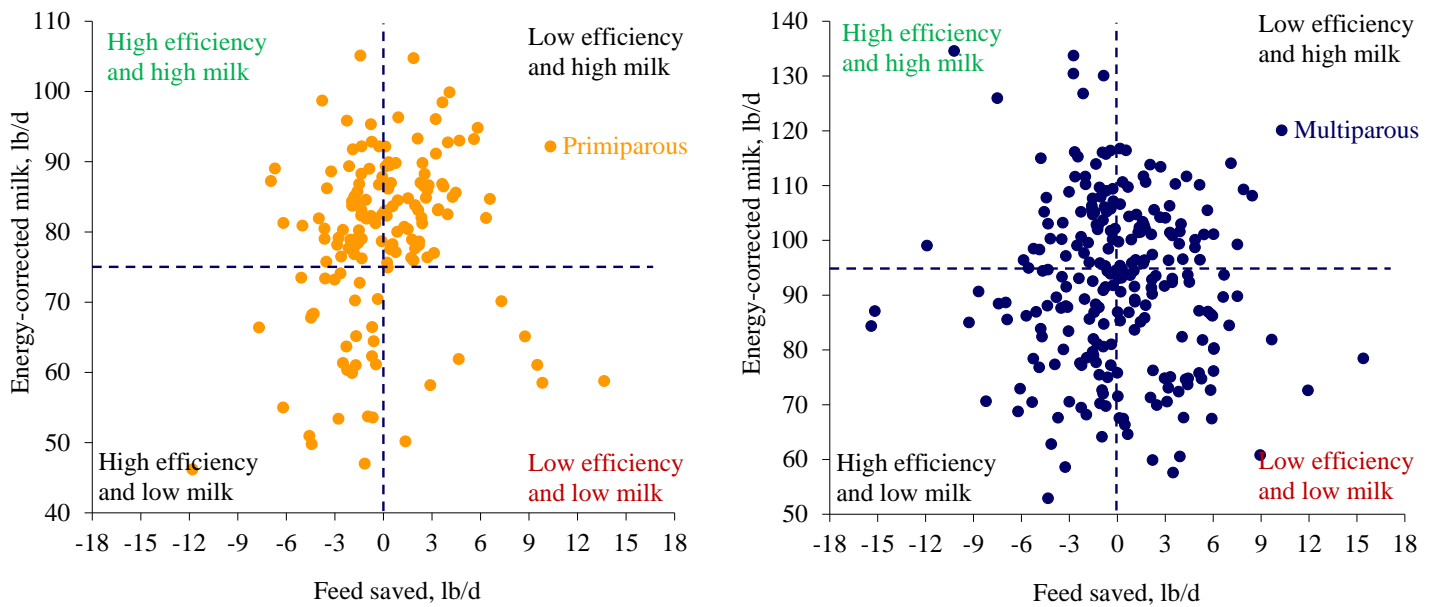 110
100
90
80
70
60
50
40
Energy-corrected milk, lb/d
High efficiency
and high milk
Low efficiency
and high milk
Primiparous
High efficiency
and low milk
Low efficiency
and low milk
-18 -15 -12 -9 -6 -3 0 3 6 9 12 15 18
Feed saved, lb/d
140
130
120
110
100
90
80
70
60
50
Energy-corrected milk, lb/d
High efficiency
and high milk
Low efficiency
and high milk
Multiparous
High efficiency
and low milk
Low efficiency
and low milk
-18 -15 -12 -9 -6 -3 0 3 6 9 12 15 18
Feed saved, lb/d